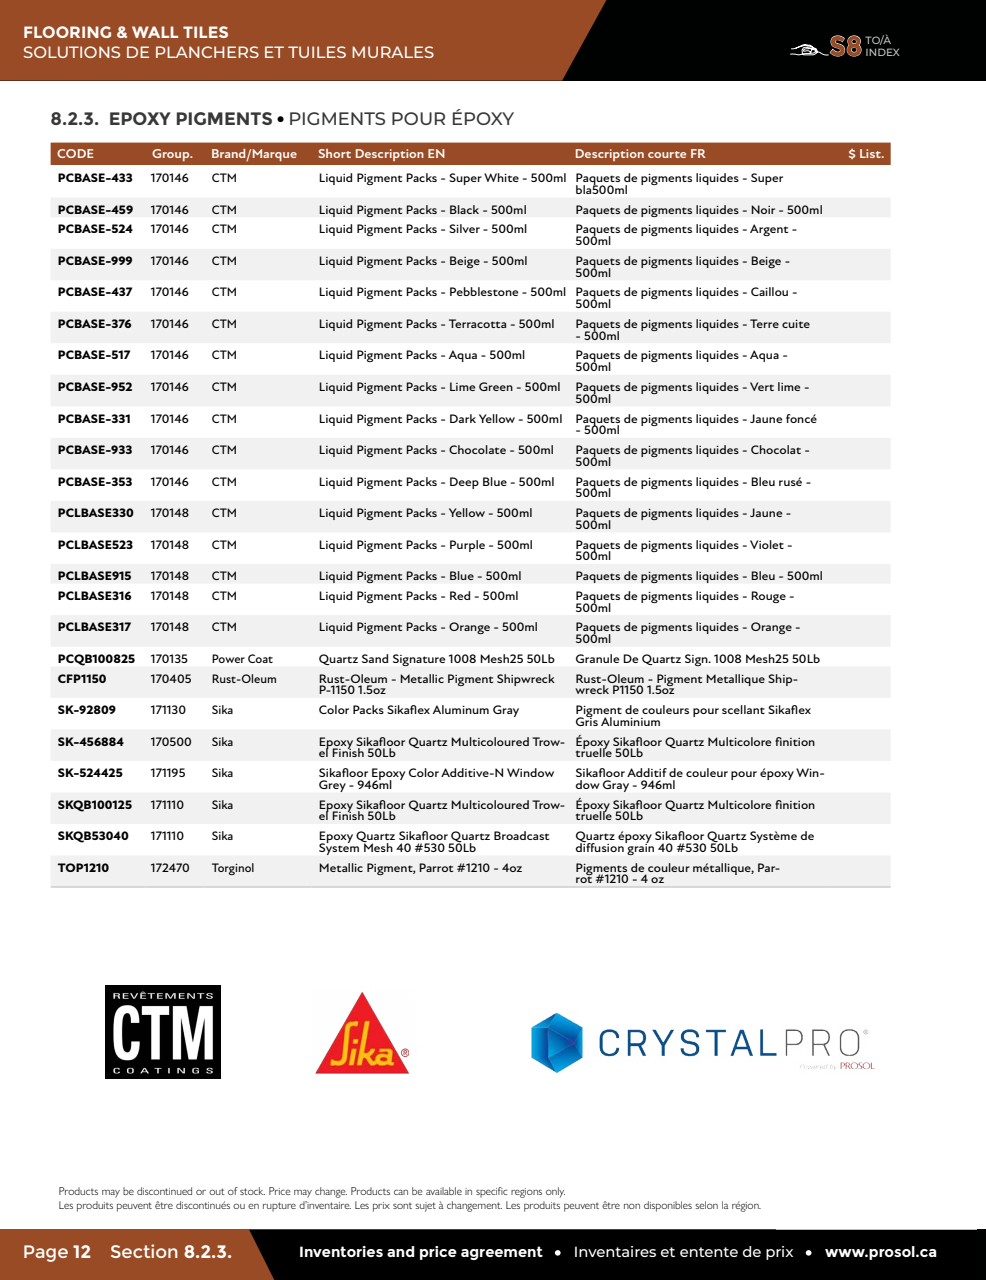 FLOORING & WALL TILES
SOLUTIONS DE PLANCHERS ET TUILES MURALES
S8 TO/À
INDEX
8.2.3. EPOXY PIGMENTS • PIGMENTS POUR ÉPOXY
CODE Group. Brand/Marque Short Description EN Description courte FR $ List.
PCBASE-433 170146 CTM Liquid Pigment Packs - Super White - 500ml Paquets de pigments liquides - Super
bla500ml
PCBASE-459 170146 CTM Liquid Pigment Packs - Black - 500ml Paquets de pigments liquides - Noir - 500ml
PCBASE-524 170146 CTM Liquid Pigment Packs - Silver - 500ml Paquets de pigments liquides - Argent -
500ml
PCBASE-999 170146 CTM Liquid Pigment Packs - Beige - 500ml Paquets de pigments liquides - Beige -
500ml
PCBASE-437 170146 CTM Liquid Pigment Packs - Pebblestone - 500ml Paquets de pigments liquides - Caillou -
500ml
PCBASE-376 170146 CTM Liquid Pigment Packs - Terracotta - 500ml Paquets de pigments liquides - Terre cuite
- 500ml
PCBASE-517 170146 CTM Liquid Pigment Packs - Aqua - 500ml Paquets de pigments liquides - Aqua -
500ml
PCBASE-952 170146 CTM Liquid Pigment Packs - Lime Green - 500ml Paquets de pigments liquides - Vert lime -
500ml
PCBASE-331 170146 CTM Liquid Pigment Packs - Dark Yellow - 500ml Paquets de pigments liquides - Jaune foncé
- 500ml
PCBASE-933 170146 CTM Liquid Pigment Packs - Chocolate - 500ml Paquets de pigments liquides - Chocolat -
500ml
PCBASE-353 170146 CTM Liquid Pigment Packs - Deep Blue - 500ml Paquets de pigments liquides - Bleu rusé -
500ml
PCLBASE330 170148 CTM Liquid Pigment Packs - Yellow - 500ml Paquets de pigments liquides - Jaune -
500ml
PCLBASE523 170148 CTM Liquid Pigment Packs - Purple - 500ml Paquets de pigments liquides - Violet -
500ml
PCLBASE915 170148 CTM Liquid Pigment Packs - Blue - 500ml Paquets de pigments liquides - Bleu - 500ml
PCLBASE316 170148 CTM Liquid Pigment Packs - Red - 500ml Paquets de pigments liquides - Rouge -
500ml
PCLBASE317 170148 CTM Liquid Pigment Packs - Orange - 500ml Paquets de pigments liquides - Orange -
500ml
PCQB100825 170135 Power Coat Quartz Sand Signature 1008 Mesh25 50Lb Granule De Quartz Sign. 1008 Mesh25 50Lb
CFP1150 170405 Rust-Oleum Rust-Oleum - Metallic Pigment Shipwreck Rust-Oleum - Pigment Metallique Ship-
P-1150 1.5oz wreck P1150 1.5oz
SK-92809 171130 Sika Color Packs Sikaflex Aluminum Gray Pigment de couleurs pour scellant Sikaflex
Gris Aluminium
SK-456884 170500 Sika Epoxy Sikafloor Quartz Multicoloured Trow- Époxy Sikafloor Quartz Multicolore finition
el Finish 50Lb truelle 50Lb
SK-524425 171195 Sika Sikafloor Epoxy Color Additive-N Window Sikafloor Additif de couleur pour époxy Win-
Grey - 946ml dow Gray - 946ml
SKQB100125 171110 Sika Epoxy Sikafloor Quartz Multicoloured Trow- Époxy Sikafloor Quartz Multicolore finition
el Finish 50Lb truelle 50Lb
SKQB53040 171110 Sika Epoxy Quartz Sikafloor Quartz Broadcast Quartz époxy Sikafloor Quartz Système de
System Mesh 40 #530 50Lb diffusion grain 40 #530 50Lb
TOP1210 172470 Torginol Metallic Pigment, Parrot #1210 - 4oz Pigments de couleur métallique, Par-
rot #1210 - 4 oz
REVÊTEMENTS
CTM
COATINGS
Sika®
CRYSTALPRO®
Powered by PROSOL
Products may be discontinued or out of stock. Price may change. Products can be available in specific regions only.
Les produits peuvent être discontinués ou en rupture d'inventaire. Les prix sont sujet à changement. Les produits peuvent être non disponibles selon la région.
Page 12 Section 8.2.3. Inventories and price agreement • Inventaires et entente de prix • www.prosol.ca